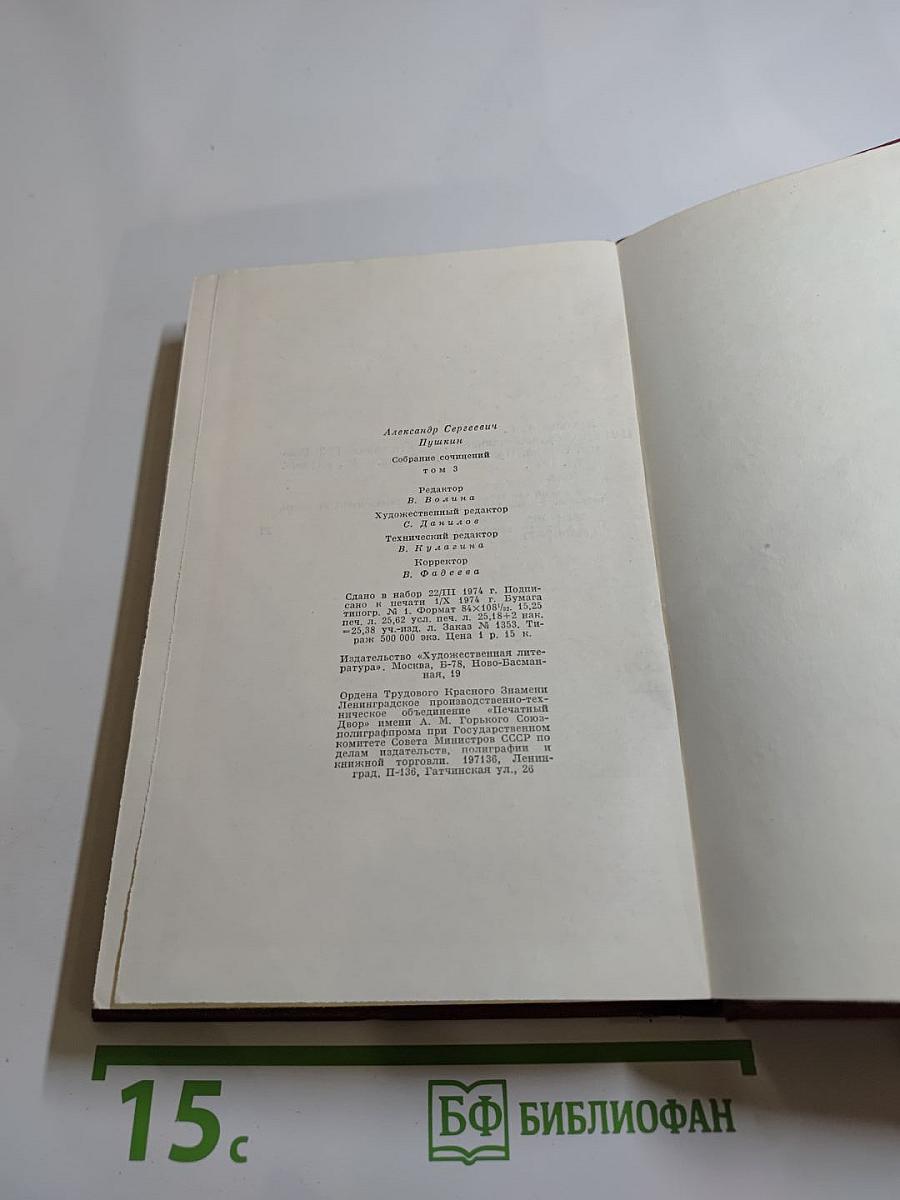 Александр Сергеевич
Пушкин
Собрание сочинений
том 3
Редактор
В. Волина
Художественный редактор
С. Данилов
Технический редактор
В. Кулагина
Корректор
В. Фадеева
Сдано в набор 22/III 1974 г. Подпи-
сано к печати 1/X 1974 г. Бумага
типогр. № 1. Формат 84×108¹/₃₂. 15,25
печ. л. 25,62 усл. печ. л. 25,18+2 нак.
=25,38 уч.-изд. л. Заказ № 1353. Ти-
раж 500 000 экз. Цена 1 р. 15 к.
Издательство «Художественная лите-
ратура». Москва, Б-78, Ново-Басман-
ная, 19
Ордена Трудового Красного Знамени
Ленинградское производственно-тех-
ническое объединение «Печатный
Двор» имени А. М. Горького Союз-
полиграфпрома при Государственном
комитете Совета Министров СССР по
делам издательств, полиграфии и
книжной торговли. 197136, Ленин-
град, П-136, Гатчинская ул., 26
15 с
БФ БИБЛИОФАН